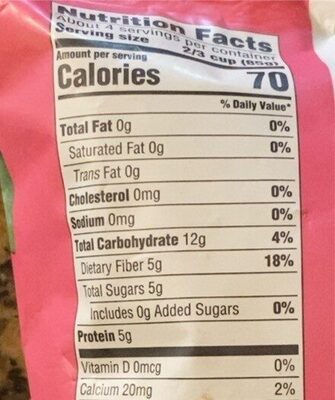 Nutrition Facts
About 4 servings per container
Serving size 2/3 cup (85g)
Amount per serving
Calories 70
% Daily Value*
Total Fat 0g 0%
Saturated Fat 0g 0%
Trans Fat 0g
Cholesterol 0mg 0%
Sodium 0mg 0%
Total Carbohydrate 12g 4%
Dietary Fiber 5g 18%
Total Sugars 5g
Includes 0g Added Sugars 0%
Protein 5g
Vitamin D 0mcg 0%
Calcium 20mg 2%